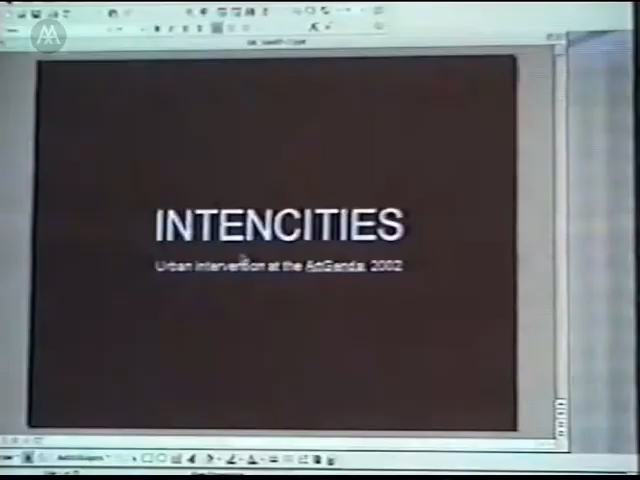 INTENCITIES
Urban Intervention at the ArtGenda, 2002